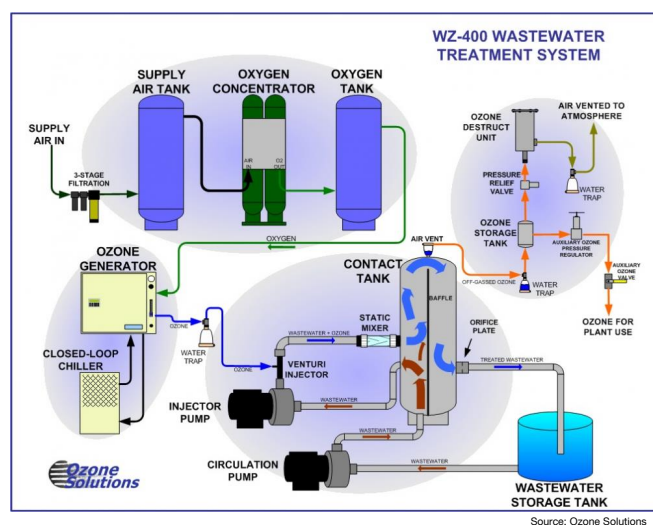 WZ-400 WASTEWATER
TREATMENT SYSTEM
SUPPLY
AIR TANK
OXYGEN
CONCENTRATOR
OXYGEN
TANK
SUPPLY
AIR IN
3-STAGE
FILTRATION
AIR
IN
O2
OUT
OXYGEN
AIR VENTED TO
ATMOSPHERE
OZONE
DESTRUCT
UNIT
PRESSURE
RELIEF
VALVE
WATER
TRAP
OZONE
STORAGE
TANK
AUXILIARY OZONE
PRESSURE
REGULATOR
AUXILIARY
OZONE
VALVE
WATER
TRAP
OFF-GASSED OZONE
OZONE FOR
PLANT USE
OZONE
GENERATOR
OZONE
WATER
TRAP
OZONE
CLOSED-LOOP
CHILLER
AIR VENT
CONTACT
TANK
BAFFLE
STATIC
MIXER
WASTEWATER + OZONE
VENTURI
INJECTOR
ORIFICE
PLATE
TREATED WASTEWATER
INJECTOR
PUMP
WASTEWATER
WASTEWATER
CIRCULATION
PUMP
WASTEWATER
WASTEWATER
STORAGE TANK
Ozone
Solutions
Source: Ozone Solutions